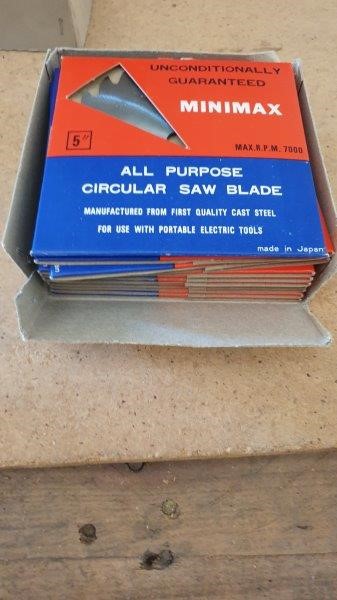 UNCONDITIONALLY
GUARANTEED
MINIMAX
5"
MAX.R.P.M. 7000
ALL PURPOSE
CIRCULAR SAW BLADE
MANUFACTURED FROM FIRST QUALITY CAST STEEL
FOR USE WITH PORTABLE ELECTRIC TOOLS
made in Japan